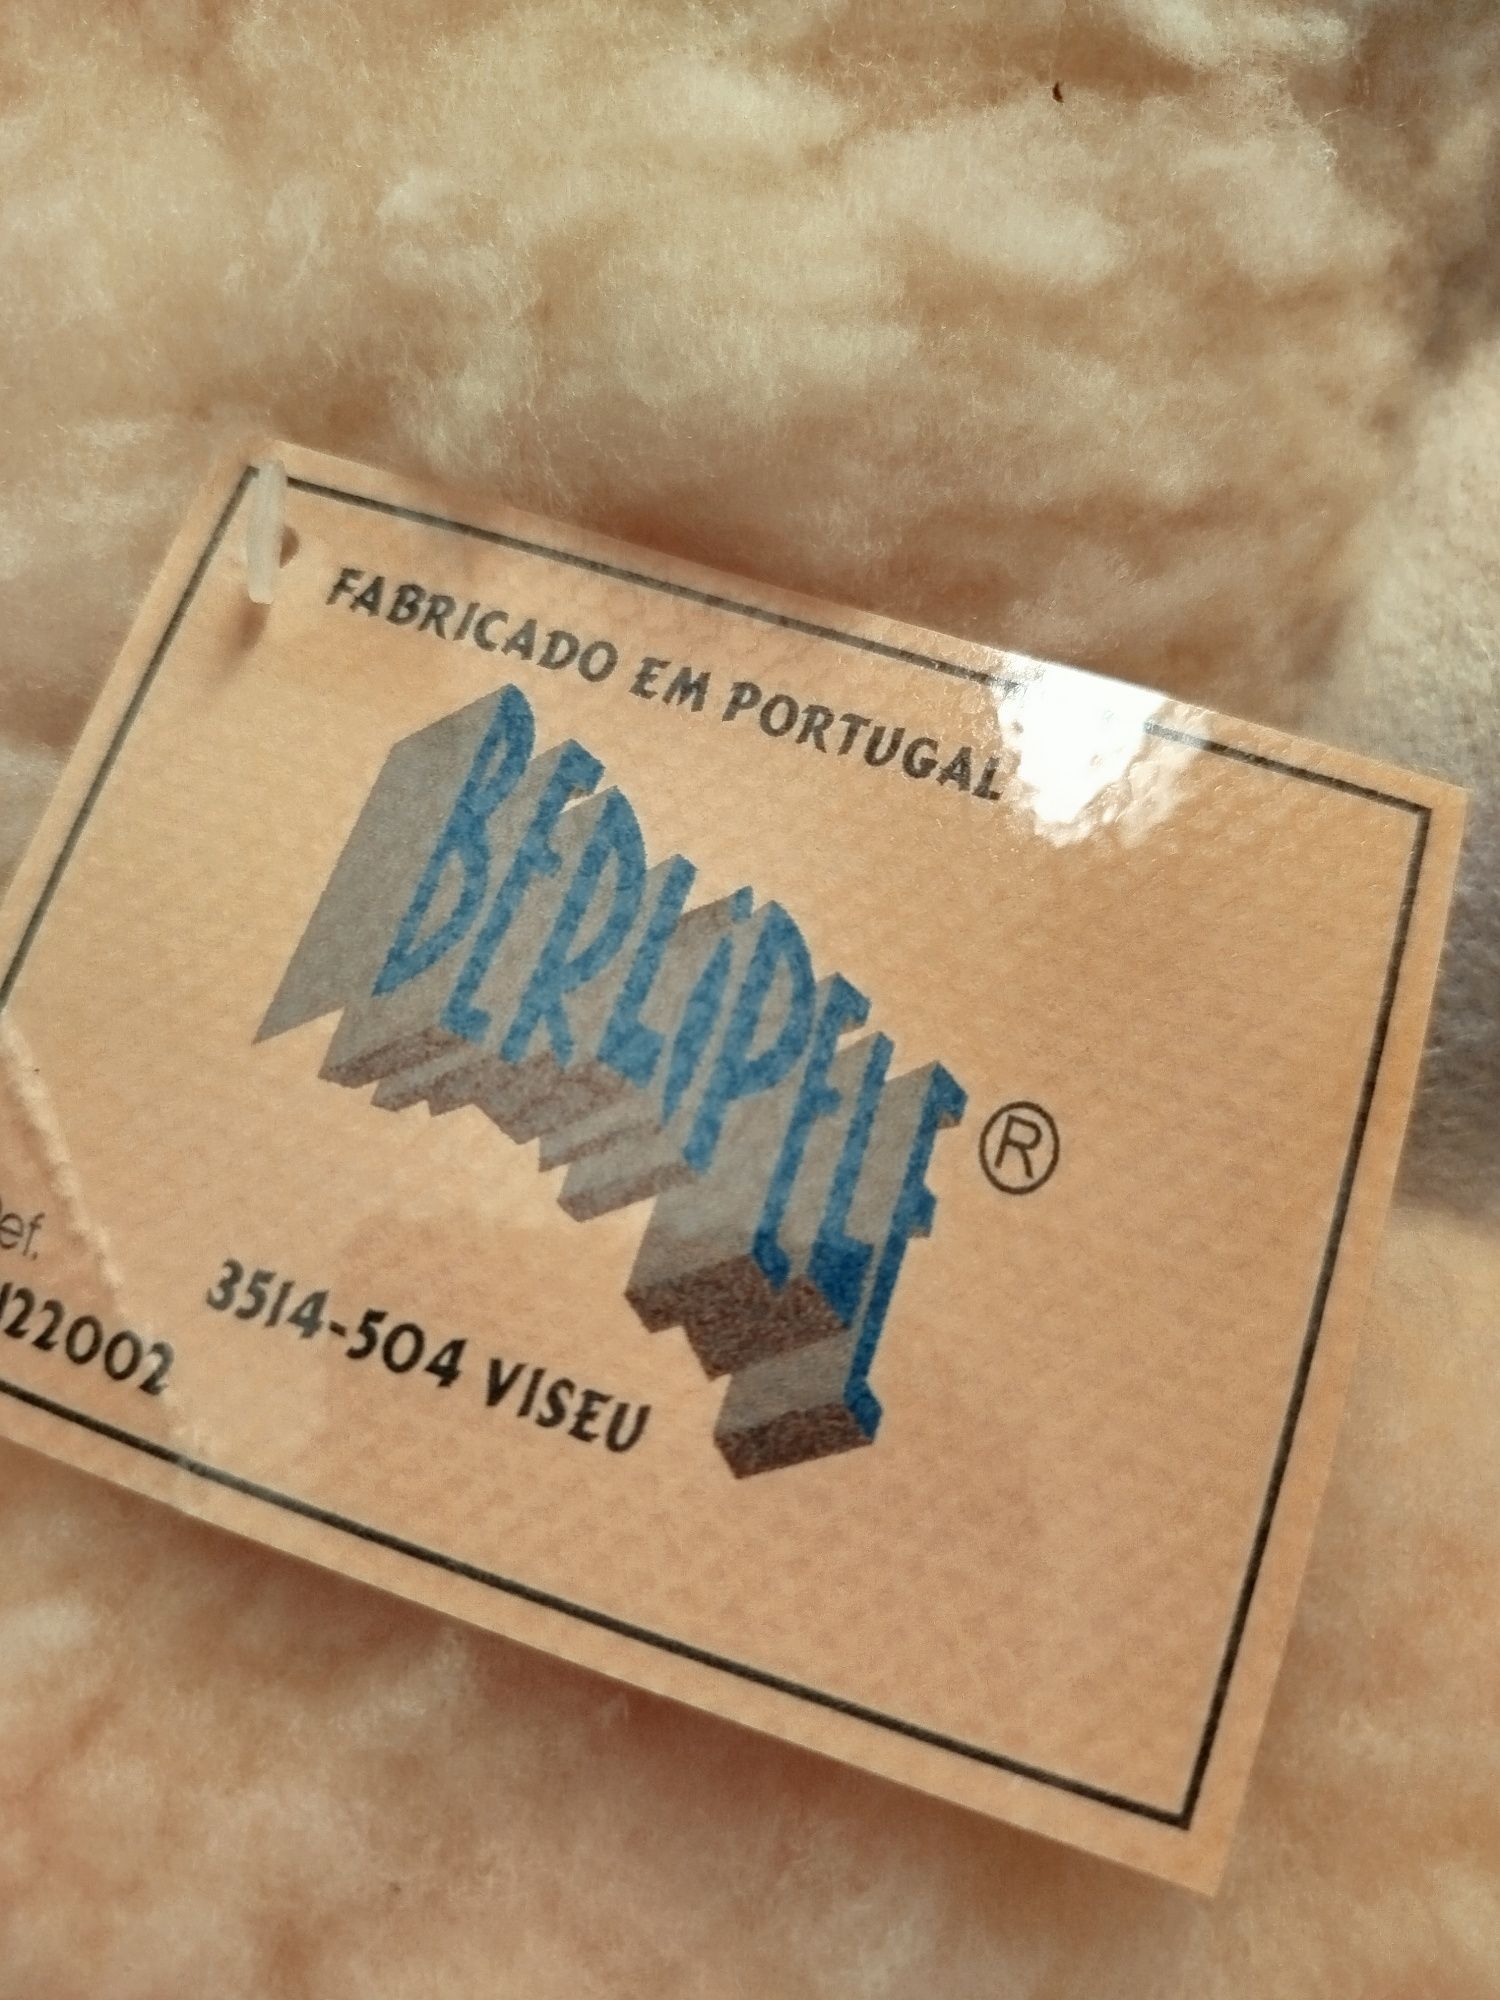 FABRICADO EM PORTUGAL
BERLIPELE ®
3514-504 VISEU